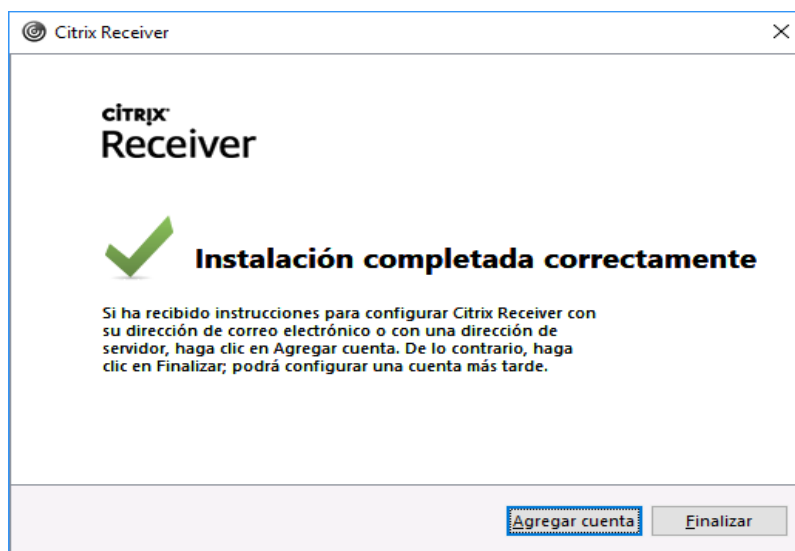 Citrix Receiver
CİTRIX
Receiver
Instalación completada correctamente
Si ha recibido instrucciones para configurar Citrix Receiver con
su dirección de correo electrónico o con una dirección de
servidor, haga clic en Agregar cuenta. De lo contrario, haga
clic en Finalizar; podrá configurar una cuenta más tarde.
Agregar cuenta Finalizar